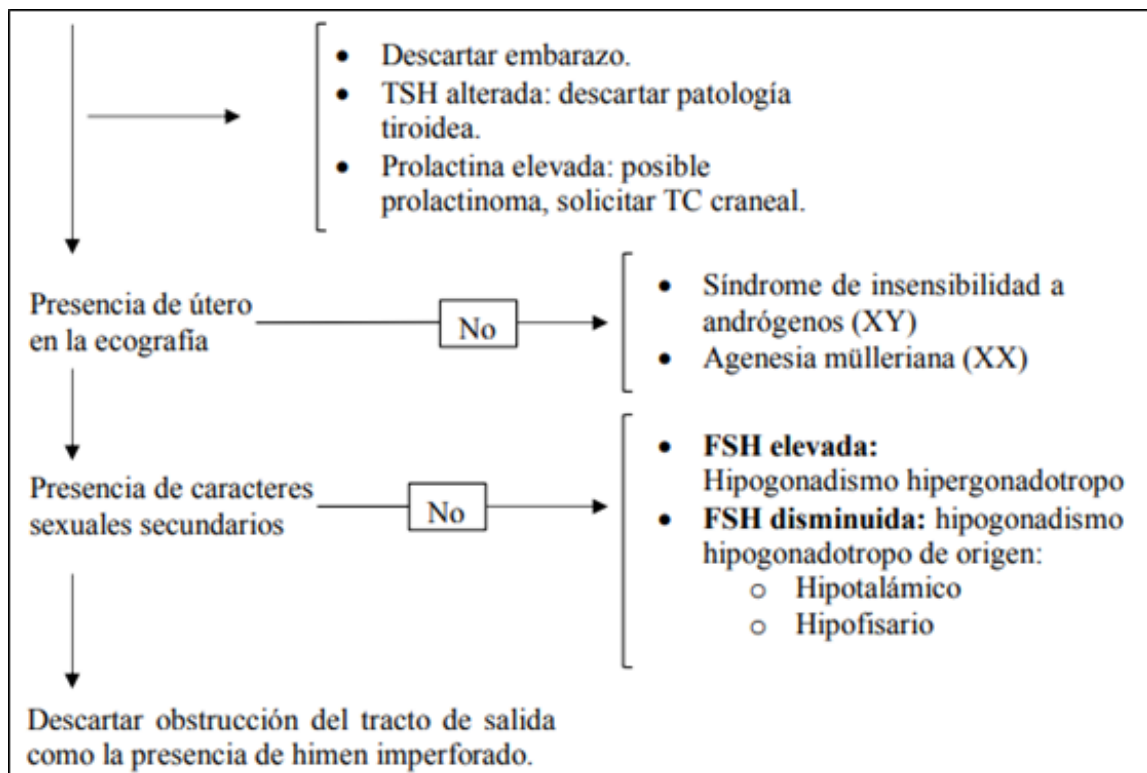 • Descartar embarazo.
• TSH alterada: descartar patología
tiroidea.
• Prolactina elevada: posible
prolactinoma, solicitar TC craneal.
Presencia de útero
en la ecografía
No
• Síndrome de insensibilidad a
andrógenos (XY)
• Agenesia mülleriana (XX)
Presencia de caracteres
sexuales secundarios
No
• FSH elevada:
Hipogonadismo hipergonadotropo
• FSH disminuida: hipogonadismo
hipogonadotropo de origen:
o Hipotalámico
o Hipofisario
Descartar obstrucción del tracto de salida
como la presencia de himen imperforado.